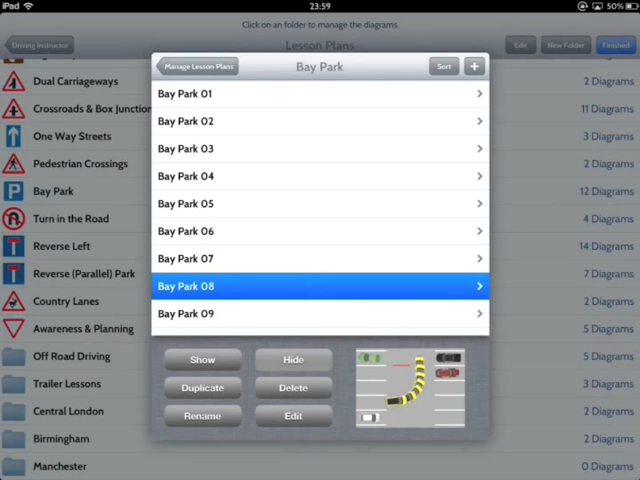 iPad 23:59 50%
Click on an folder to manage the diagrams.
Driving Instructor Lesson Plans Edit New Folder Finished
Manage Lesson Plans Bay Park Sort +
Bay Park 01
Bay Park 02
Bay Park 03
Bay Park 04
Bay Park 05
Bay Park 06
Bay Park 07
Bay Park 08
Bay Park 09
Show Hide
Duplicate Delete
Rename Edit
Dual Carriageways 2 Diagrams
Crossroads & Box Junction 11 Diagrams
One Way Streets 3 Diagrams
Pedestrian Crossings 2 Diagrams
P Bay Park 12 Diagrams
Turn in the Road 4 Diagrams
Reverse Left 14 Diagrams
Reverse (Parallel) Park 7 Diagrams
Country Lanes 2 Diagrams
Awareness & Planning 5 Diagrams
Off Road Driving 5 Diagrams
Trailer Lessons 3 Diagrams
Central London 2 Diagrams
Birmingham 2 Diagrams
Manchester 0 Diagrams